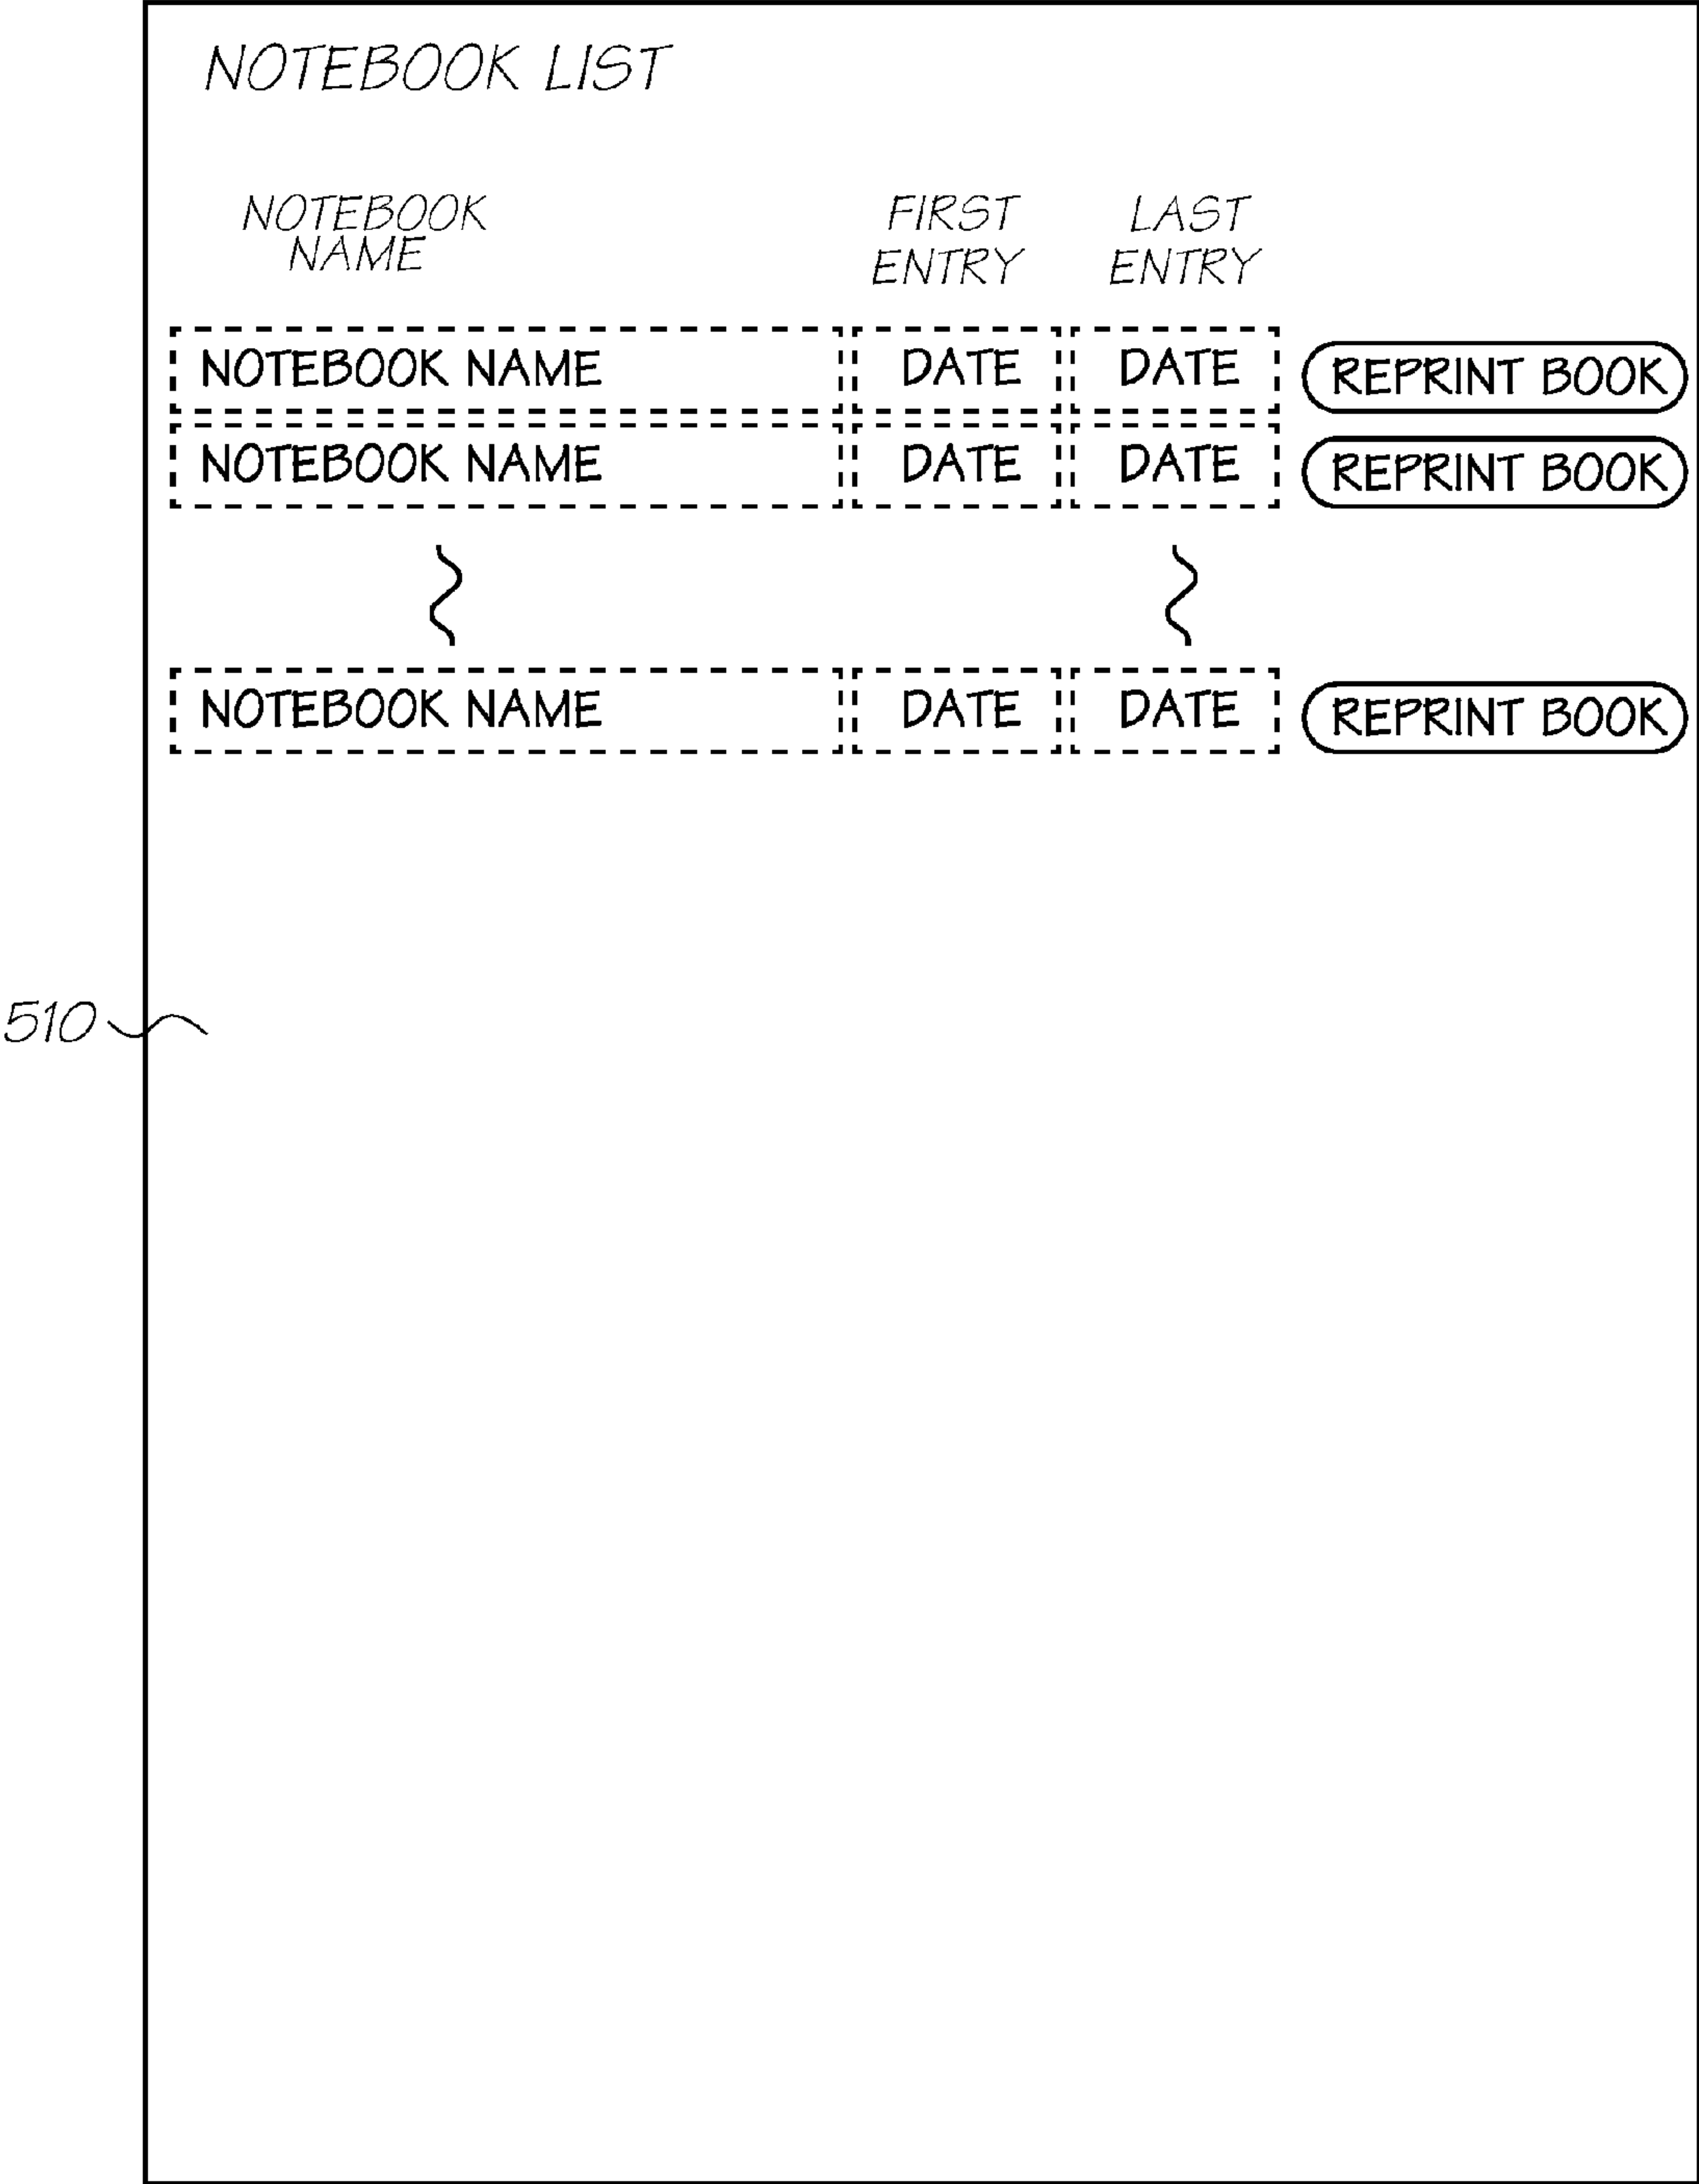 NOTEBOOK LIST
NOTEBOOK NAME
FIRST ENTRY
LAST ENTRY
NOTEBOOK NAME DATE DATE REPRINT BOOK
NOTEBOOK NAME DATE DATE REPRINT BOOK
NOTEBOOK NAME DATE DATE REPRINT BOOK
510